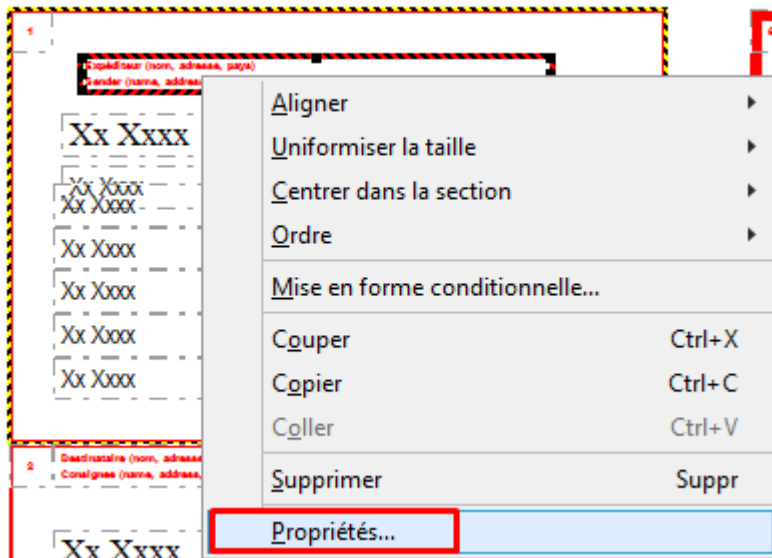 1
Expéditeur (nom, adresse, pays)
Sender (name, addres
Xx Xxxx
Xx Xxxx
Xx Xxxx
Xx Xxxx
Xx Xxxx
Xx Xxxx
Xx Xxxx
2
Destinataire (nom, adresse
Consignee (name, address,
Xx Xxxx
Aligner
Uniformiser la taille
Centrer dans la section
Ordre
Mise en forme conditionnelle...
Couper Ctrl+X
Copier Ctrl+C
Coller Ctrl+V
Supprimer Suppr
Propriétés...